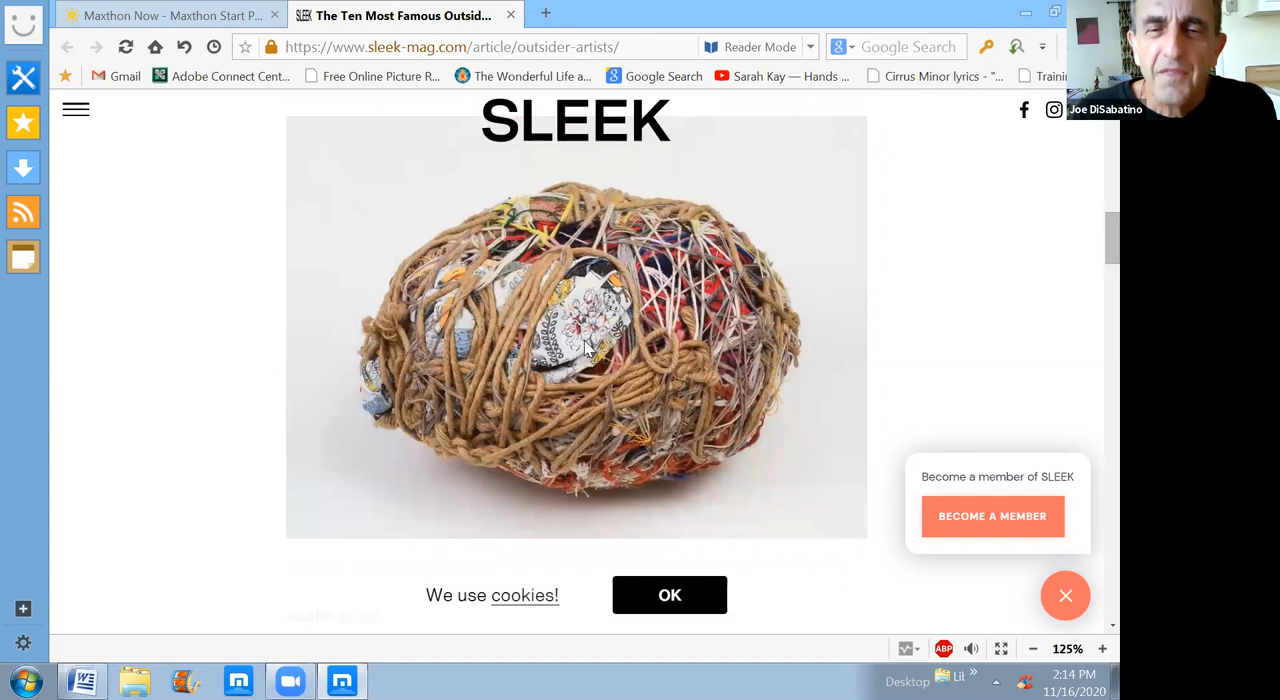 Maxthon Now - Maxthon Start P...
SLEEK The Ten Most Famous Outsid...
https://www.sleek-mag.com/article/outsider-artists/
Reader Mode
Google Search
Gmail
Adobe Connect Cent...
Free Online Picture R...
The Wonderful Life a...
Google Search
Sarah Kay — Hands ...
Cirrus Minor lyrics - "...
Traini
SLEEK
Joe DiSabatino
Become a member of SLEEK
BECOME A MEMBER
We use cookies!
OK
ABP
125%
Desktop
Lil
2:14 PM
11/16/2020